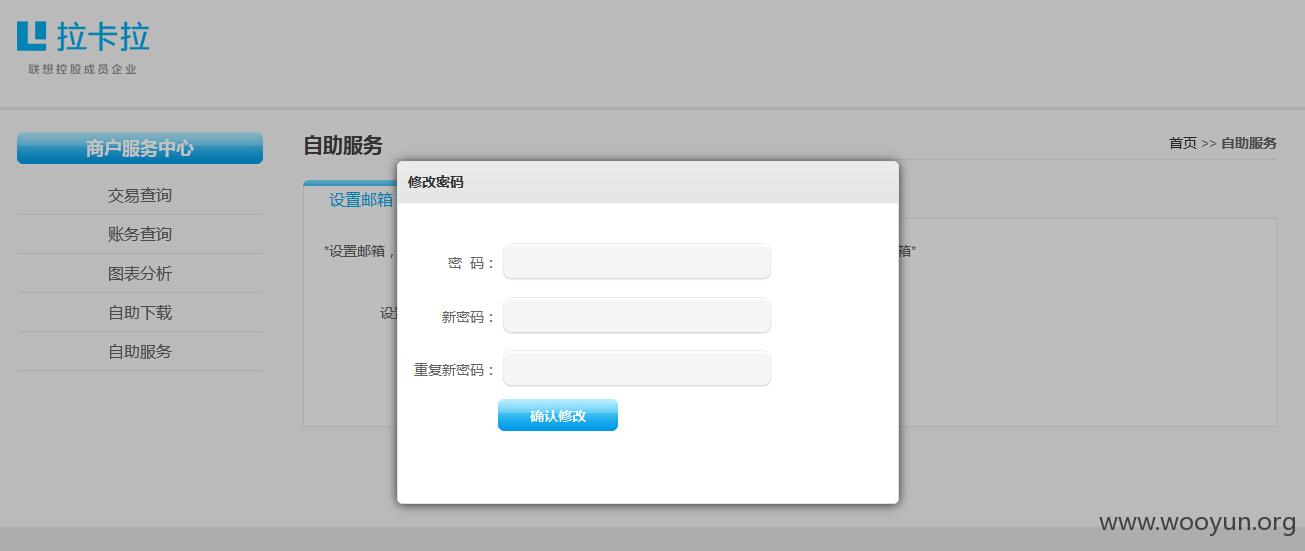 拉卡拉
联想控股成员企业
商户服务中心
交易查询
账务查询
图表分析
自助下载
自助服务
自助服务
首页 >> 自助服务
设置邮箱
*设置邮箱，
箱*
设
修改密码
密 码：
新密码：
重复新密码：
确认修改
www.wooyun.org